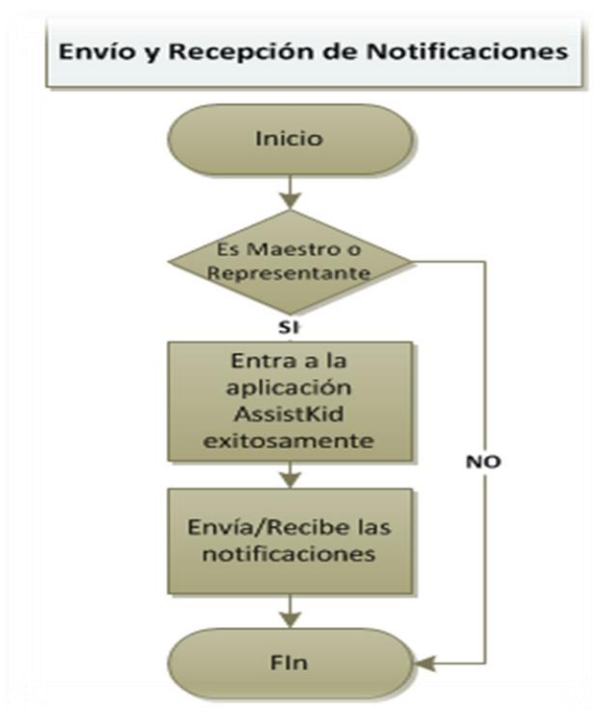 Envío y Recepción de Notificaciones
Inicio
Es Maestro o
Representante
SI
Entra a la
aplicación
AssistKid
exitosamente
NO
Envía/Recibe las
notificaciones
FIn